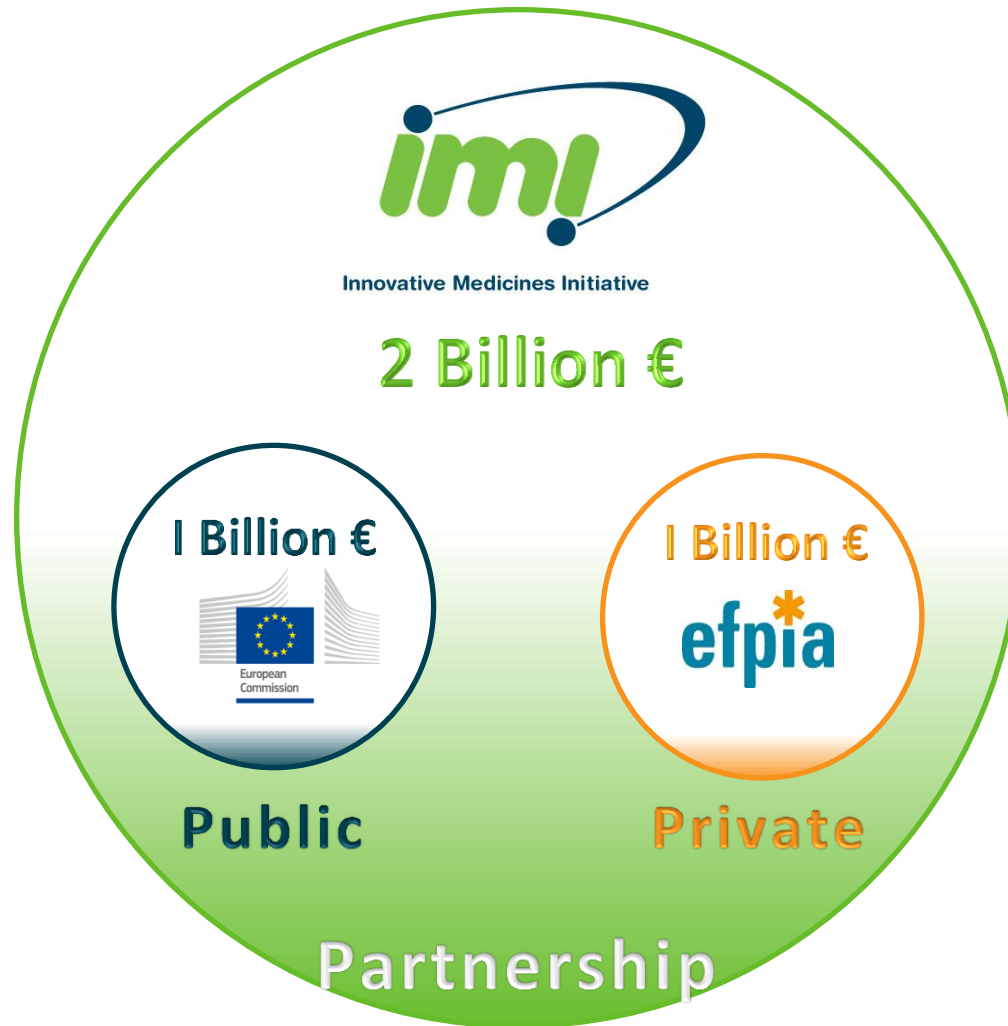 imi
Innovative Medicines Initiative
2 Billion €
I Billion €
European
Commission
I Billion €
efpia
Public
Private
Partnership